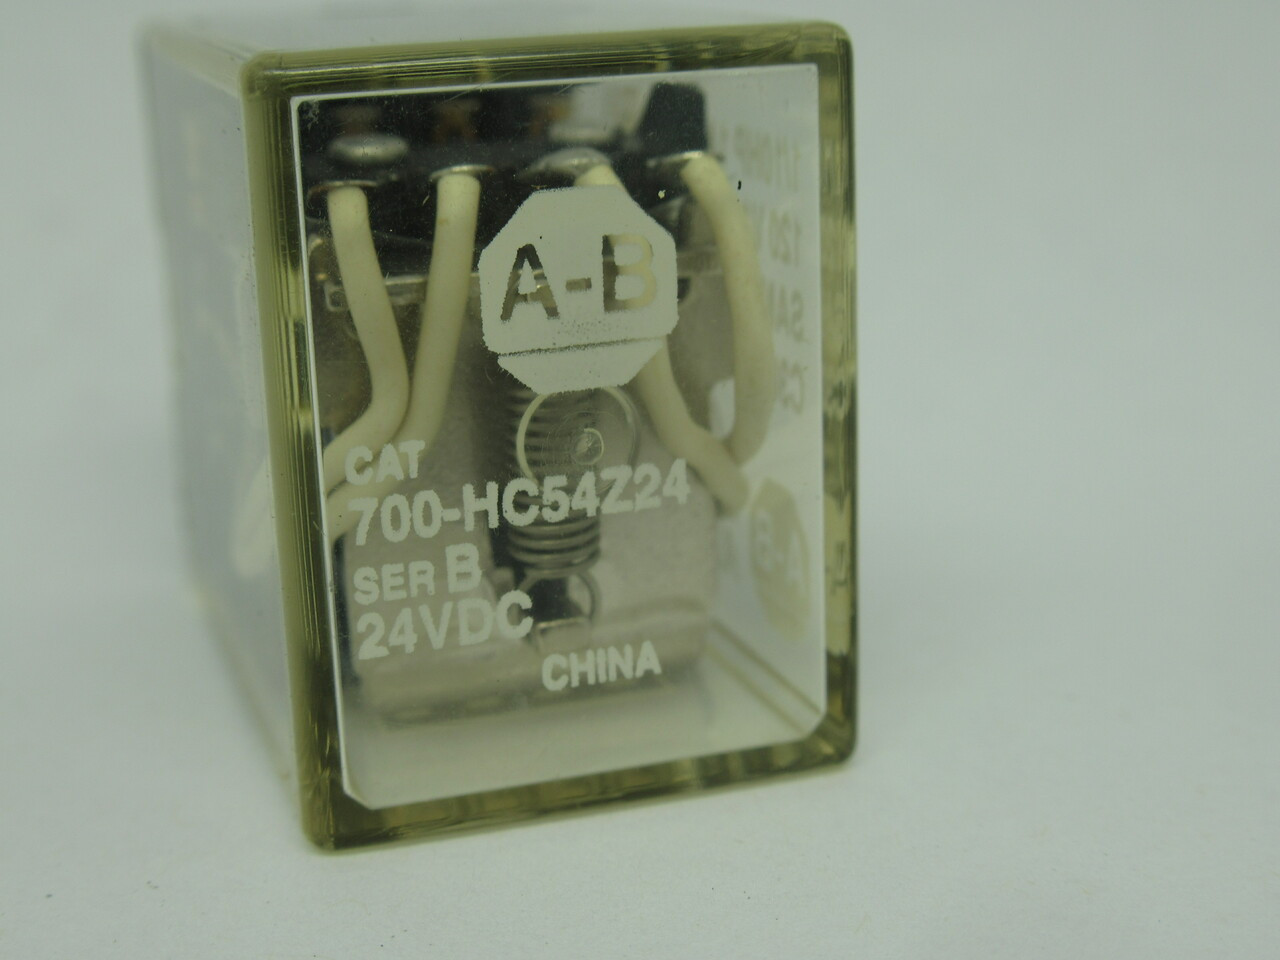 A-B
CAT
700-HC54Z24
SER B
24VDC
CHINA
A-B